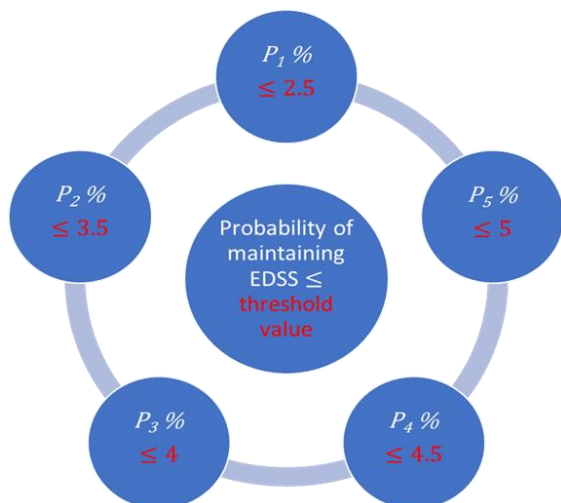 P₁ %
≤ 2.5
P₂ %
≤ 3.5
P₅ %
≤ 5
Probability of
maintaining
EDSS ≤
threshold
value
P₃ %
≤ 4
P₄ %
≤ 4.5